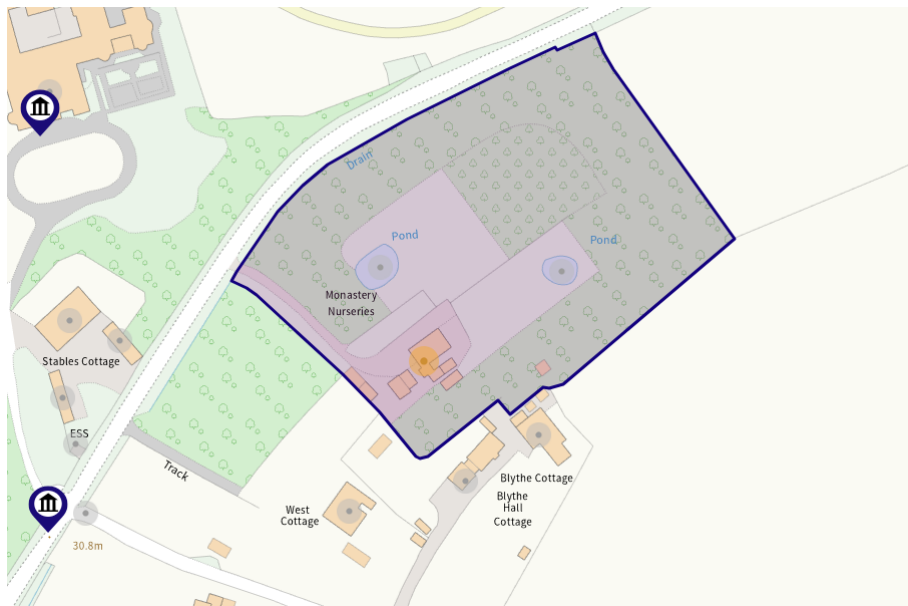 Drain
Pond
Pond
Monastery
Nurseries
Stables Cottage
ESS
Track
West
Cottage
Blythe Cottage
Blythe
Hall
Cottage
30.8m